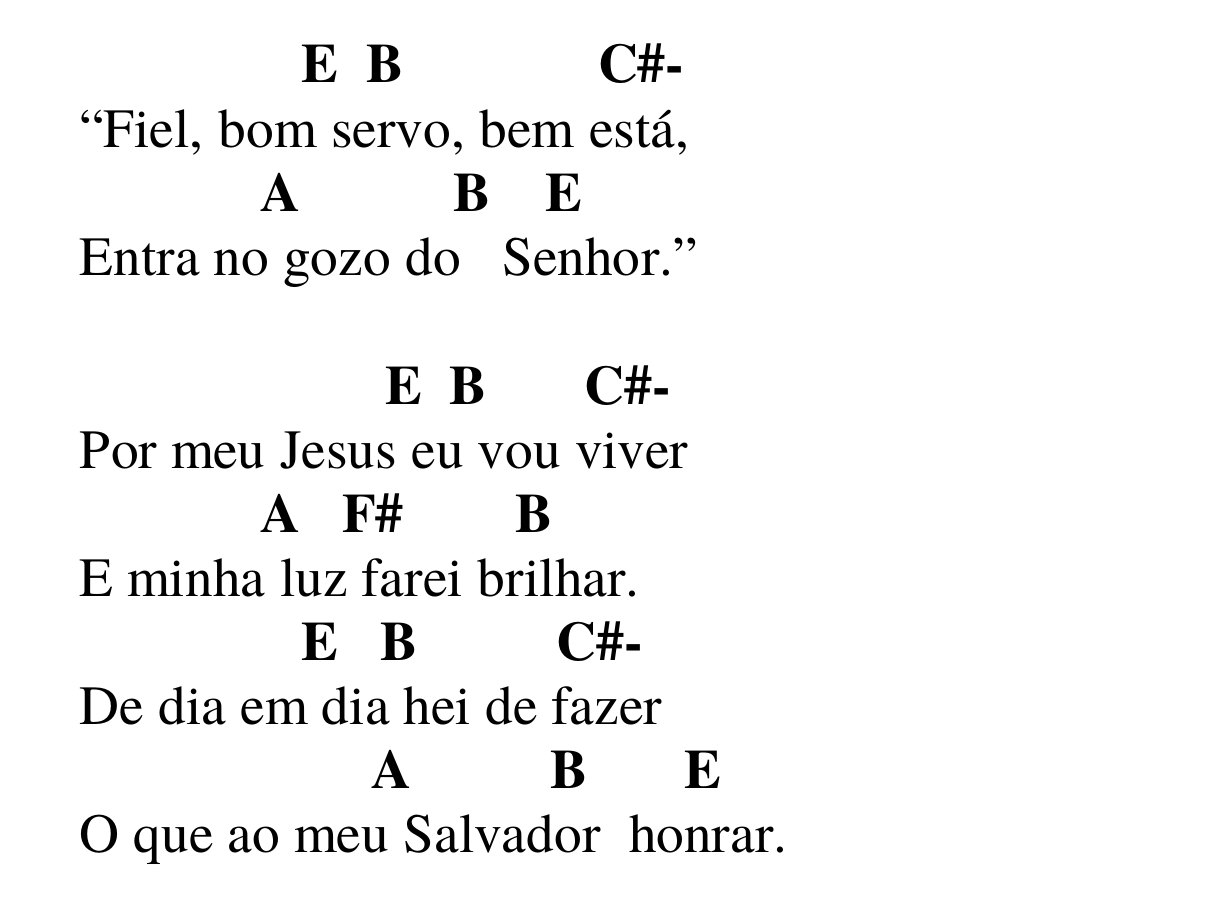 E B C#-
“Fiel, bom servo, bem está,
A B E
Entra no gozo do Senhor.”
E B C#-
Por meu Jesus eu vou viver
A F# B
E minha luz farei brilhar.
E B C#-
De dia em dia hei de fazer
A B E
O que ao meu Salvador honrar.